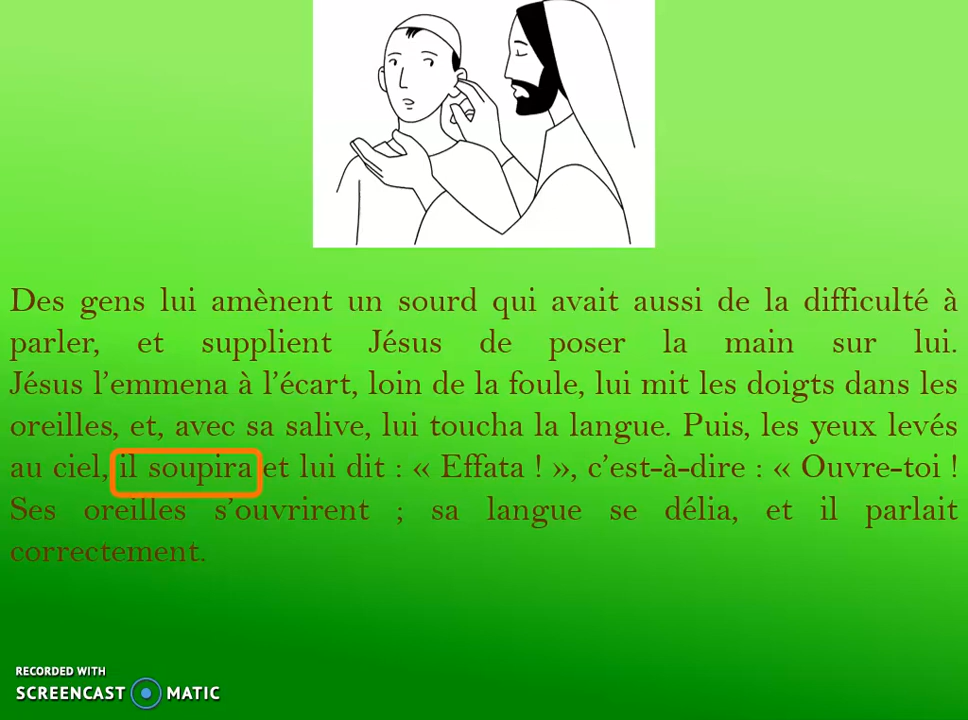 Des gens lui amènent un sourd qui avait aussi de la difficulté à
parler, et supplient Jésus de poser la main sur lui.
Jésus l’emmena à l’écart, loin de la foule, lui mit les doigts dans les
oreilles, et, avec sa salive, lui toucha la langue. Puis, les yeux levés
au ciel, il soupira et lui dit : « Effata ! », c’est-à-dire : « Ouvre-toi !
Ses oreilles s’ouvrirent ; sa langue se délia, et il parlait
correctement.
RECORDED WITH
SCREENCAST MATIC